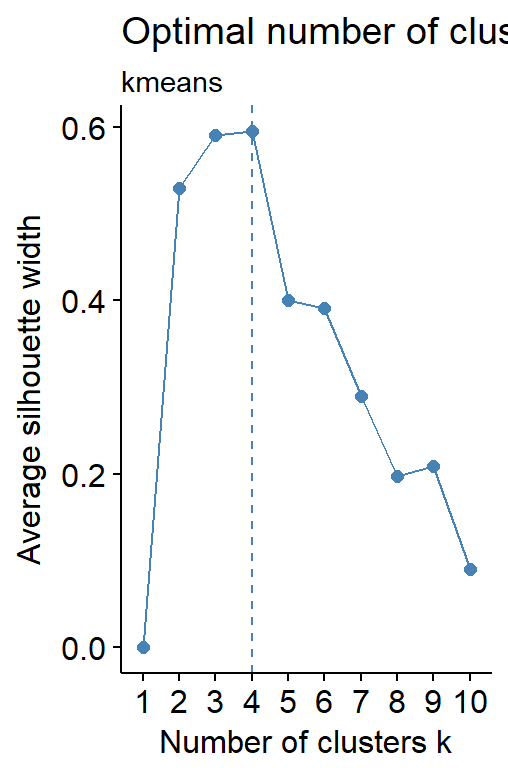 Optimal number of clus
kmeans
Average silhouette width
0.6
0.4
0.2
0.0
1 2 3 4 5 6 7 8 9 10
Number of clusters k